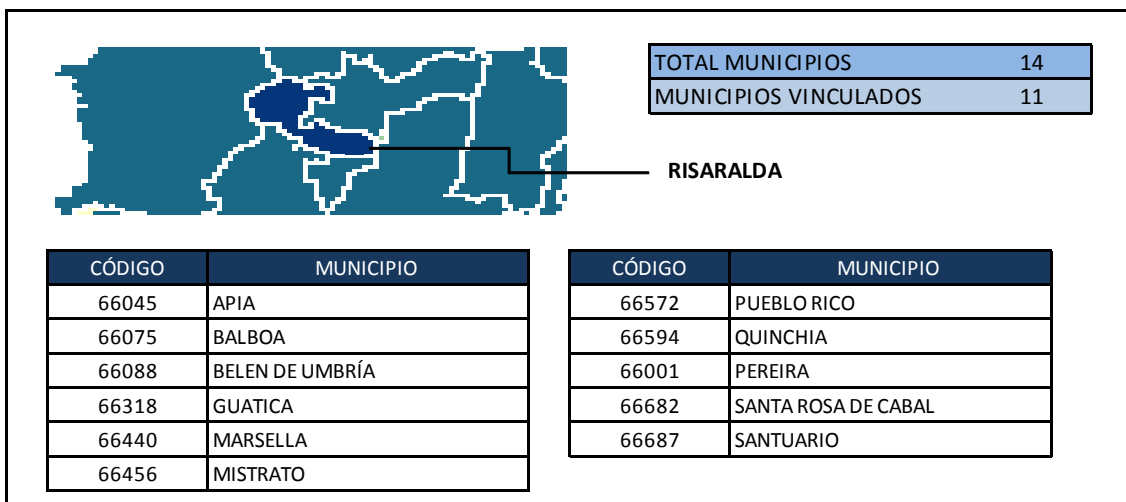 TOTAL MUNICIPIOS 14
MUNICIPIOS VINCULADOS 11
RISARALDA
CÓDIGO MUNICIPIO
66045 APIA
66075 BALBOA
66088 BELEN DE UMBRÍA
66318 GUATICA
66440 MARSELLA
66456 MISTRATO
CÓDIGO MUNICIPIO
66572 PUEBLO RICO
66594 QUINCHIA
66001 PEREIRA
66682 SANTA ROSA DE CABAL
66687 SANTUARIO